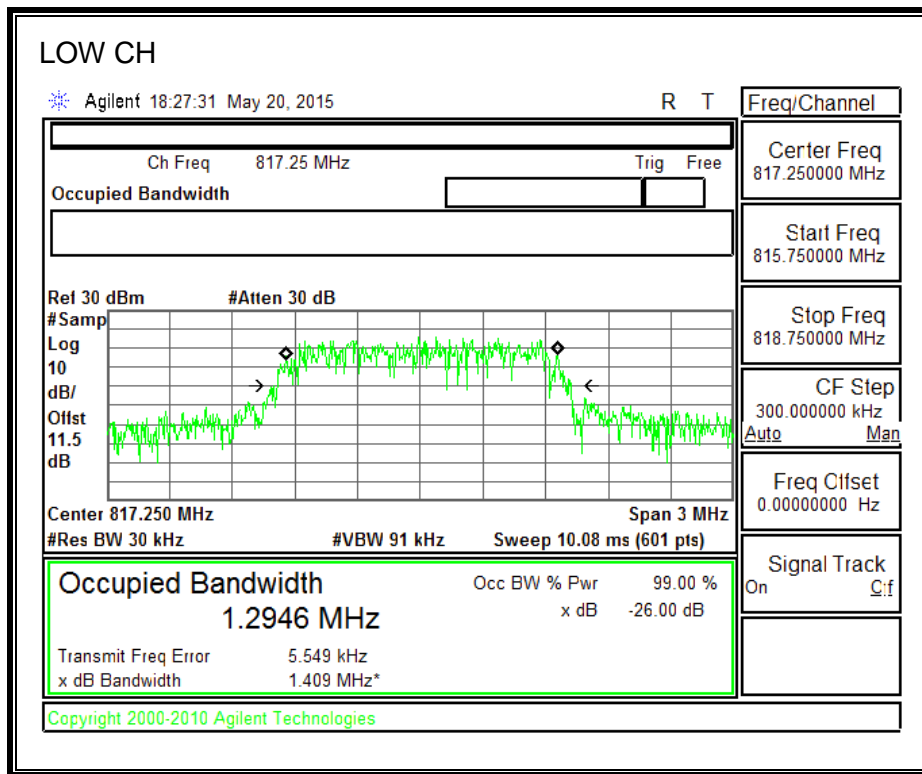 LOW CH
Agilent 18:27:31 May 20, 2015 R T
Freq/Channel
Ch Freq 817.25 MHz Trig Free
Occupied Bandwidth
Center Freq
817.250000 MHz
Start Freq
815.750000 MHz
Stop Freq
818.750000 MHz
CF Step
300.000000 kHz
Auto Man
Freq Offset
0.00000000 Hz
Signal Track
On Off
Ref 30 dBm #Atten 30 dB
#Samp
Log
10
dB/
Offst
11.5
dB
Center 817.250 MHz Span 3 MHz
#Res BW 30 kHz #VBW 91 kHz Sweep 10.08 ms (601 pts)
Occupied Bandwidth Occ BW % Pwr 99.00 %
1.2946 MHz x dB -26.00 dB
Transmit Freq Error 5.549 kHz
x dB Bandwidth 1.409 MHz*
Copyright 2000-2010 Agilent Technologies